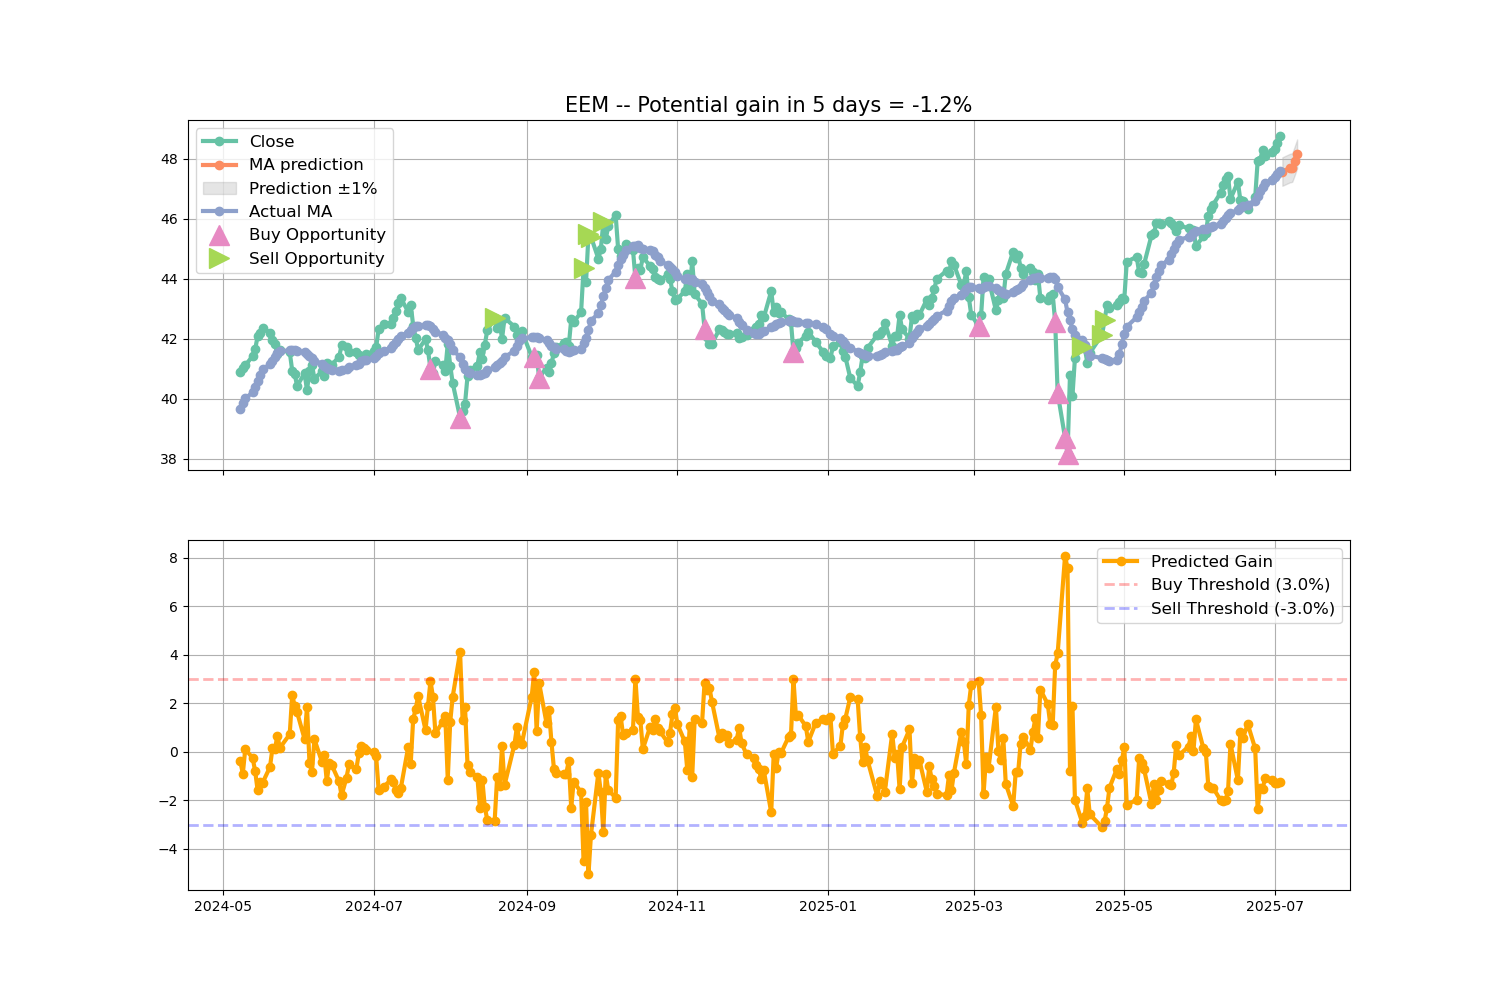 EEM -- Potential gain in 5 days = -1.2%
Close
MA prediction
Prediction ±1%
Actual MA
Buy Opportunity
Sell Opportunity
48
46
44
42
40
38
Predicted Gain
Buy Threshold (3.0%)
Sell Threshold (-3.0%)
8
6
4
2
0
−2
−4
2024-05 2024-07 2024-09 2024-11 2025-01 2025-03 2025-05 2025-07